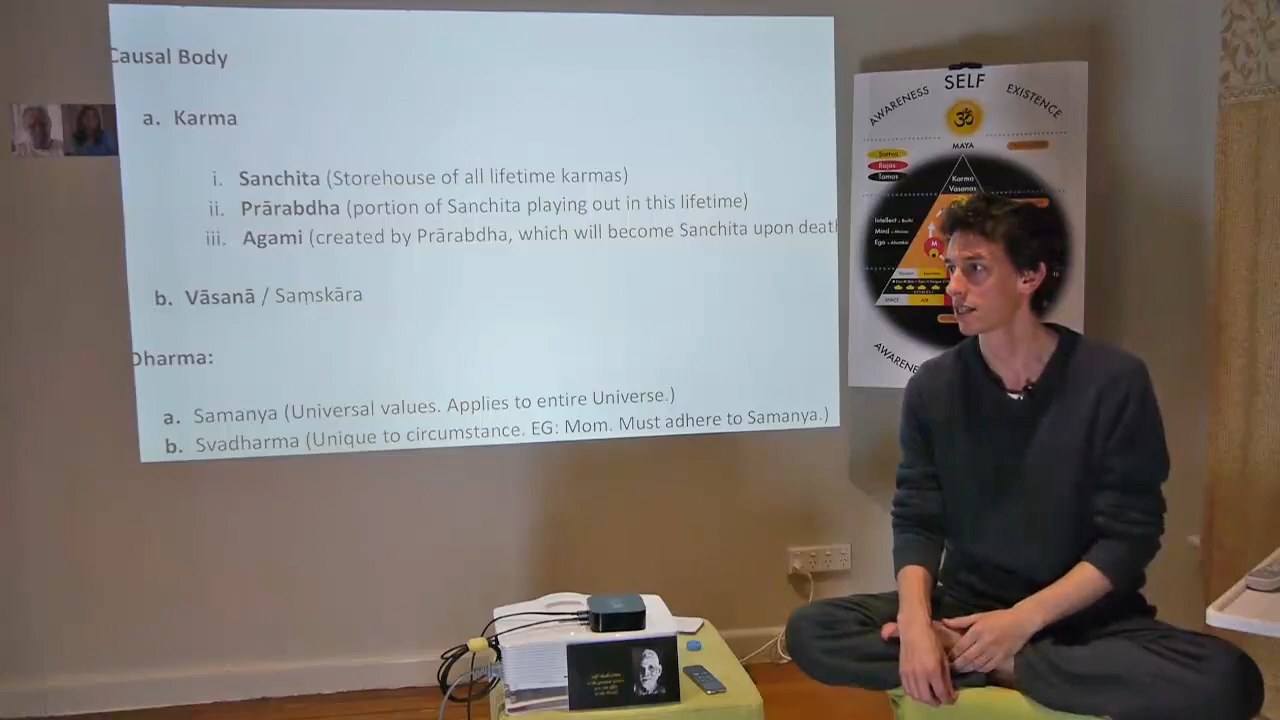 Causal Body
a. Karma
i. Sanchita (Storehouse of all lifetime karmas)
ii. Prārabdha (portion of Sanchita playing out in this lifetime)
iii. Agami (created by Prārabdha, which will become Sanchita upon death
b. Vāsanā / Saṃskāra
Dharma:
a. Samanya (Universal values. Applies to entire Universe.)
b. Svadharma (Unique to circumstance. EG: Mom. Must adhere to Samanya.)
SELF
AWARENESS
EXISTENCE
ॐ
MAYA
Sattva
Rajas
Tamas
Karma
Vasanas
Intellect
Mind
Ego
M
SPACE
AIR
AWARENE